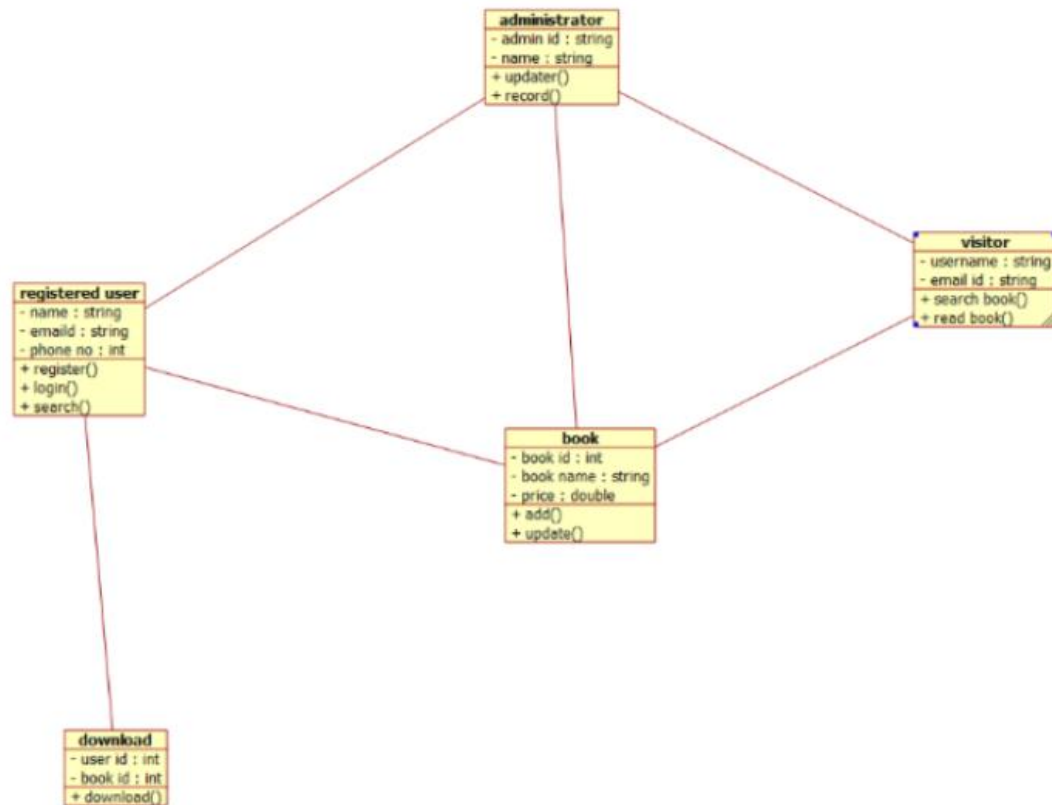 administrator
- admin id : string
- name : string
+ updater()
+ record()
visitor
- username : string
- email id : string
+ search book()
+ read book()
registered user
- name : string
- emaild : string
- phone no : int
+ register()
+ login()
+ search()
book
- book id : int
- book name : string
- price : double
+ add()
+ update()
download
- user id : int
- book id : int
+ download()